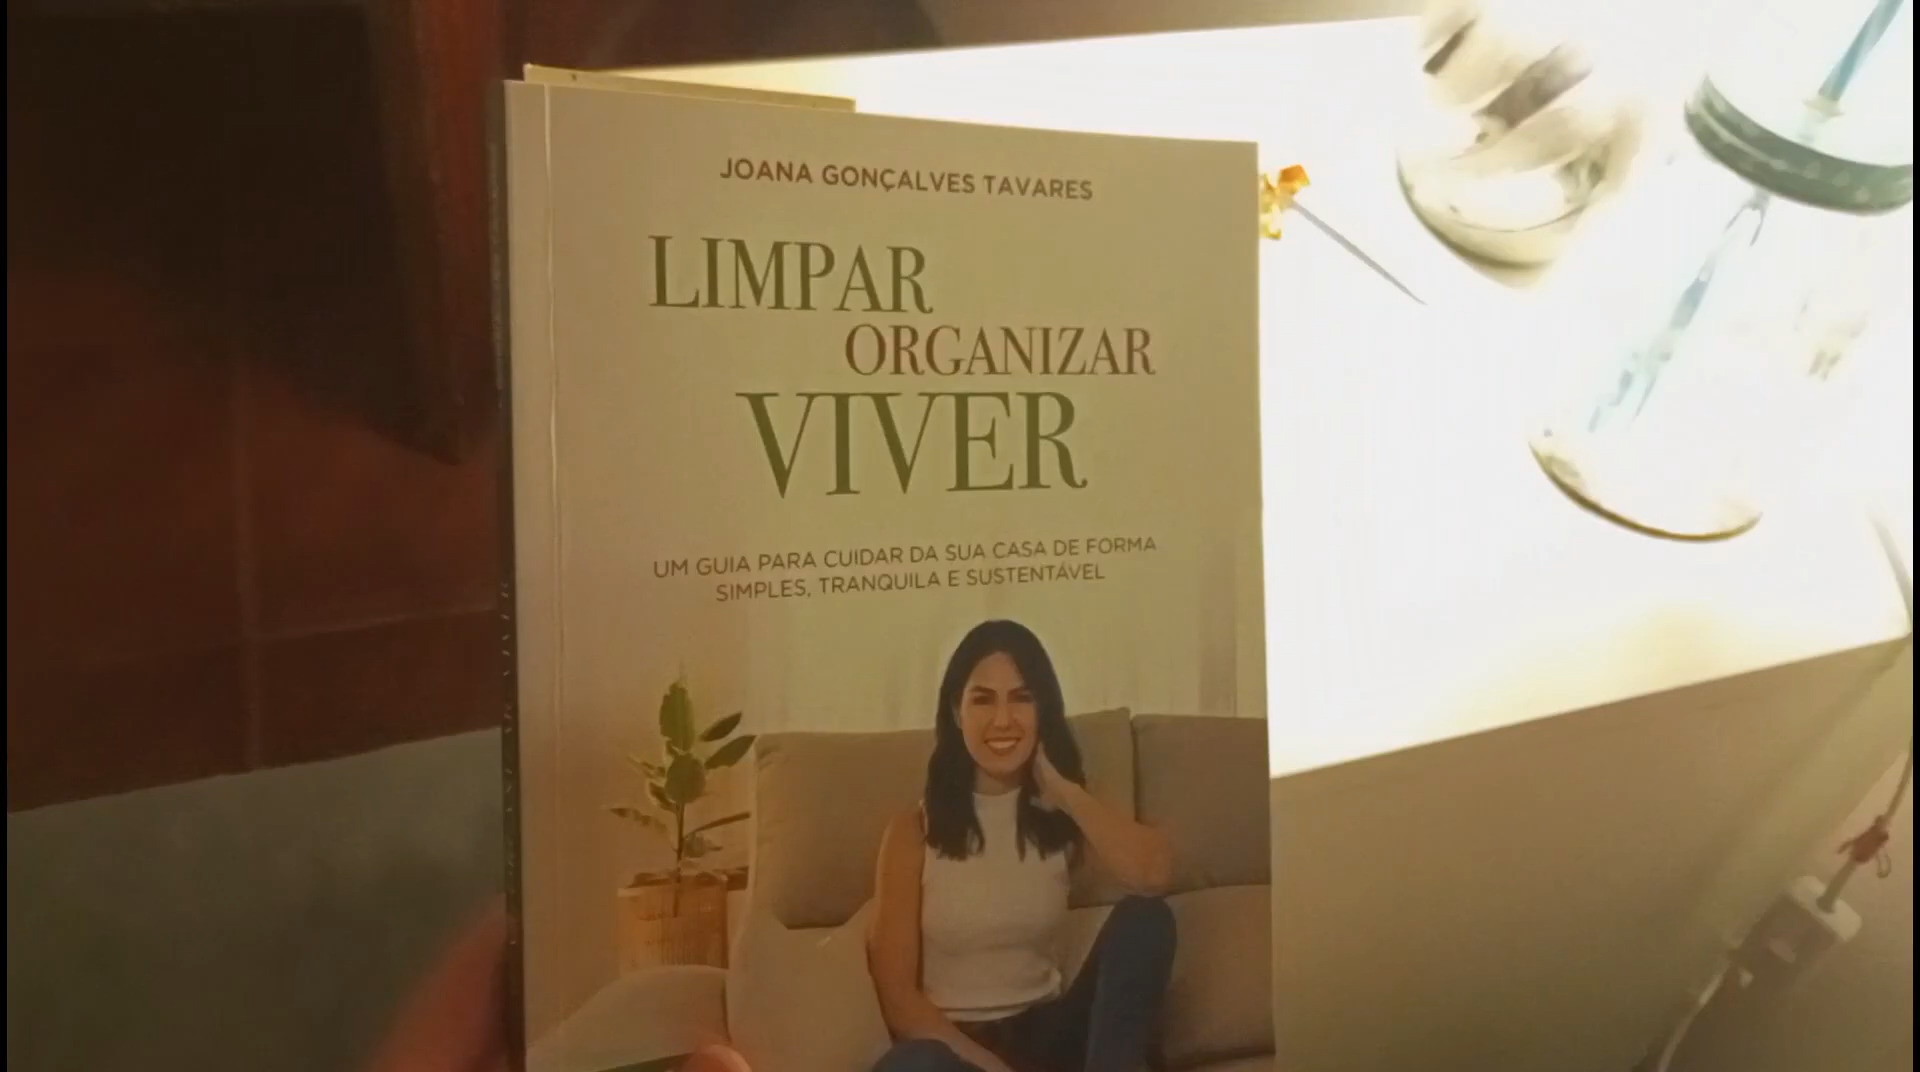 JOANA GONÇALVES TAVARES
LIMPAR
ORGANIZAR
VIVER
UM GUIA PARA CUIDAR DA SUA CASA DE FORMA
SIMPLES, TRANQUILA E SUSTENTÁVEL